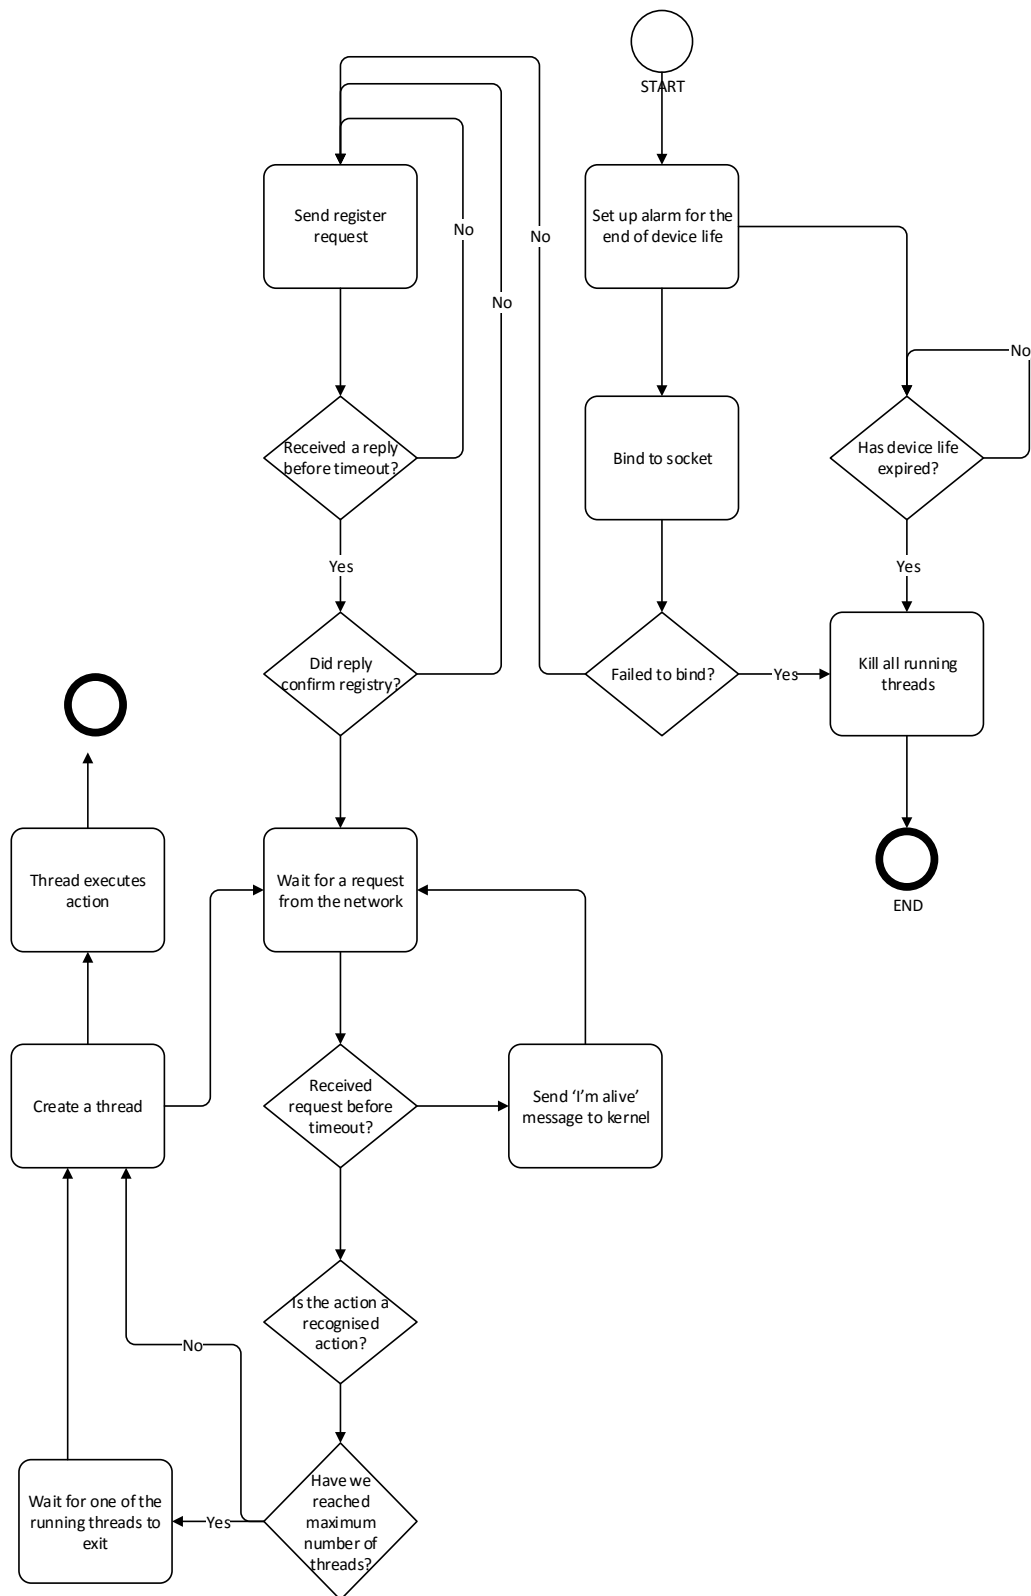 START
Send register
request
Set up alarm for the
end of device life
No
No
No
No
Received a reply
before timeout?
Bind to socket
Has device life
expired?
Yes
Yes
Did reply
confirm registry?
Failed to bind?
Yes
Kill all running
threads
Thread executes
action
Wait for a request
from the network
END
Create a thread
Received
request before
timeout?
Send ‘I’m alive’
message to kernel
Is the action a
recognised
action?
No
Wait for one of the
running threads to
exit
Yes
Have we
reached
maximum
number of
threads?